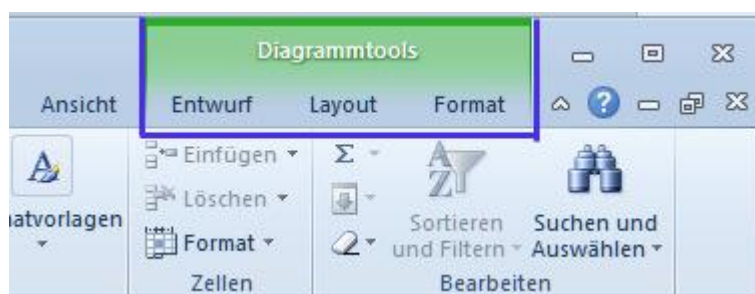 Diagrammtools
Ansicht Entwurf Layout Format
Einfügen Σ
A
Z
Löschen
atvorlagen
Sortieren und Filtern
Suchen und Auswählen
Format
Zellen Bearbeiten